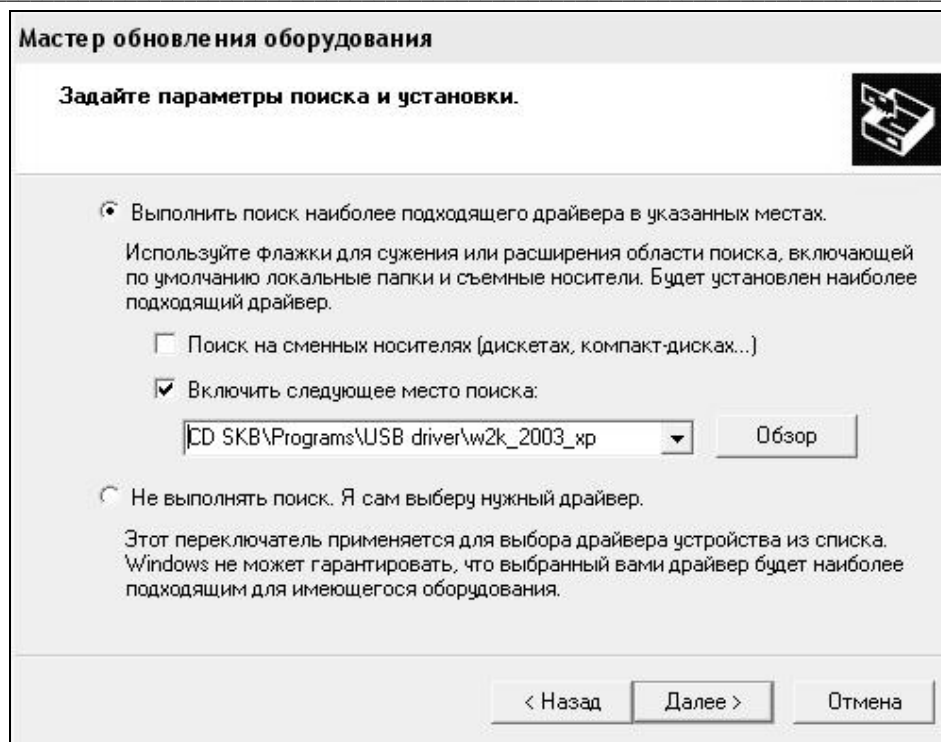 Мастер обновления оборудования
Задайте параметры поиска и установки.
Выполнить поиск наиболее подходящего драйвера в указанных местах.
Используйте флажки для сужения или расширения области поиска, включающей
по умолчанию локальные папки и съемные носители. Будет установлен наиболее
подходящий драйвер.
Поиск на сменных носителях (дискетах, компакт-дисках...)
Включить следующее место поиска:
CD SKB\Programs\USB driver\w2k_2003_xp
Обзор
Не выполнять поиск. Я сам выберу нужный драйвер.
Этот переключатель применяется для выбора драйвера устройства из списка.
Windows не может гарантировать, что выбранный вами драйвер будет наиболее
подходящим для имеющегося оборудования.
< Назад Далее > Отмена